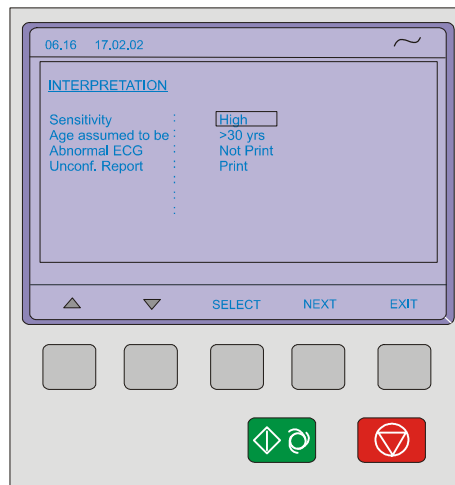 06.16 17.02.02
INTERPRETATION
Sensitivity : High
Age assumed to be : >30 yrs
Abnormal ECG : Not Print
Unconf. Report : Print
:
:
:
SELECT NEXT EXIT